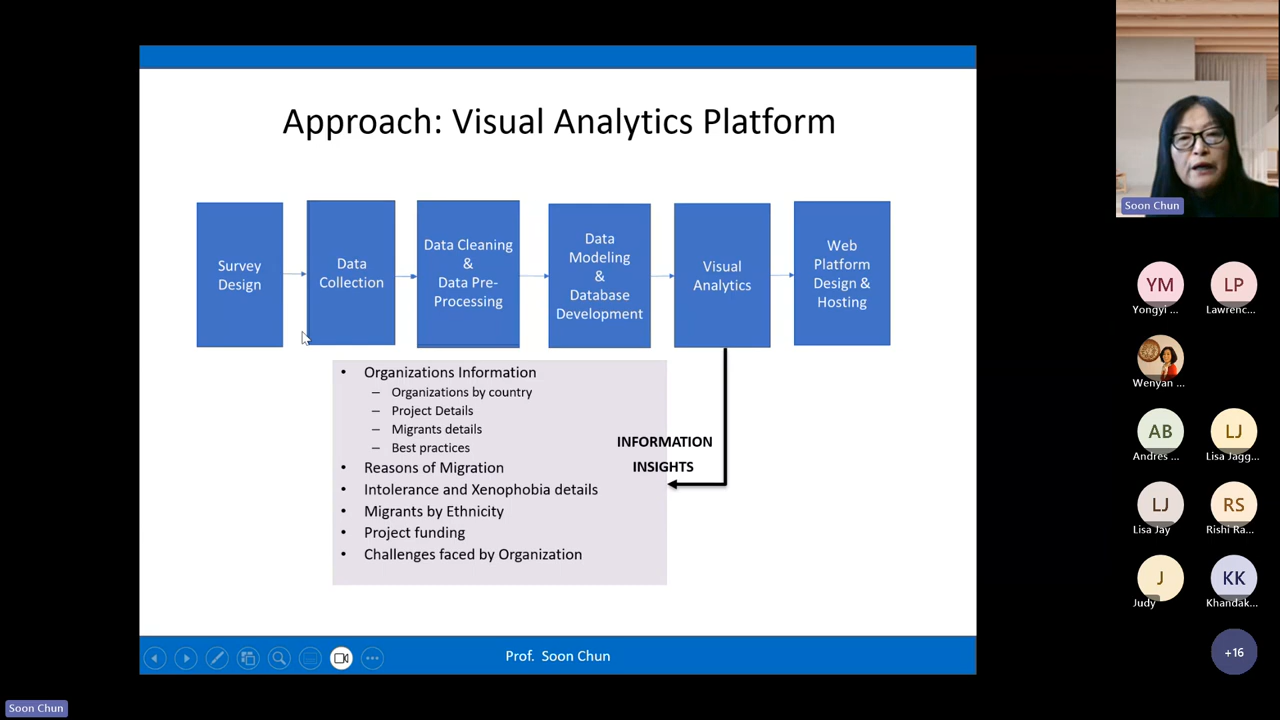 Approach: Visual Analytics Platform
Survey
Design
Data
Collection
Data Cleaning
&
Data Pre-
Processing
Data
Modeling
&
Database
Development
Visual
Analytics
Web
Platform
Design &
Hosting
• Organizations Information
– Organizations by country
– Project Details
– Migrants details
– Best practices
• Reasons of Migration
• Intolerance and Xenophobia details
• Migrants by Ethnicity
• Project funding
• Challenges faced by Organization
INFORMATION
INSIGHTS
Prof. Soon Chun
Soon Chun
YM
Yongyi ...
LP
Lawrenc...
Wenyan ...
AB
Andres ...
LJ
Lisa Jagg...
LJ
Lisa Jay
RS
Rishi Ra...
J
Judy
KK
Khandak...
+16
Soon Chun